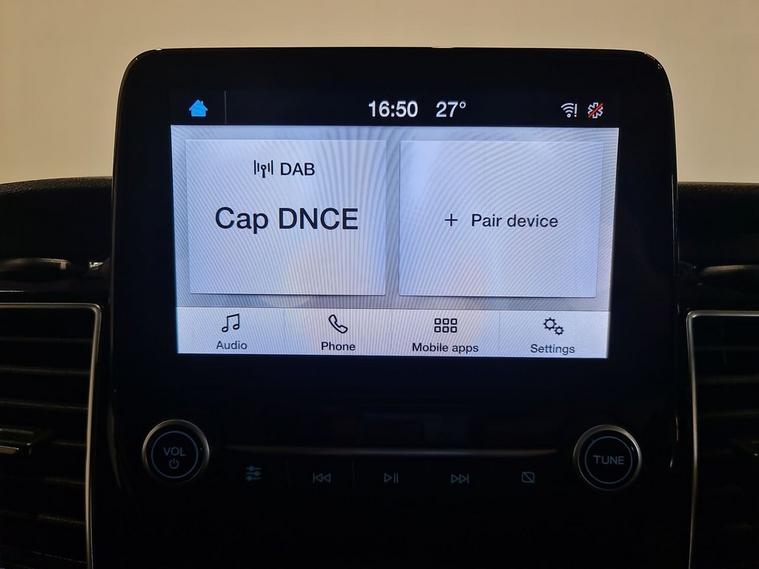 16:50 27°
DAB
Cap DNCE
+ Pair device
Audio Phone Mobile apps Settings
VOL
TUNE